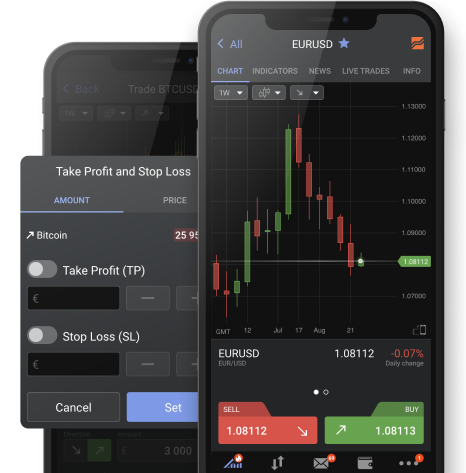 Back
Trade BTCUSD
1W
Take Profit and Stop Loss
AMOUNT
PRICE
Bitcoin
25 95
Take Profit (TP)
€
Stop Loss (SL)
€
Cancel
Set
Direction
Amount
€
3 000
All
EURUSD
CHART
INDICATORS
NEWS
LIVE TRADES
INFO
1W
1.13000
1.12000
1.11000
1.10000
1.09000
1.08112
1.07000
GMT
12
Jul
17
Aug
21
EURUSD
1.08112
-0.07%
EUR/USD
Daily change
SELL
BUY
1.08112
1.08113